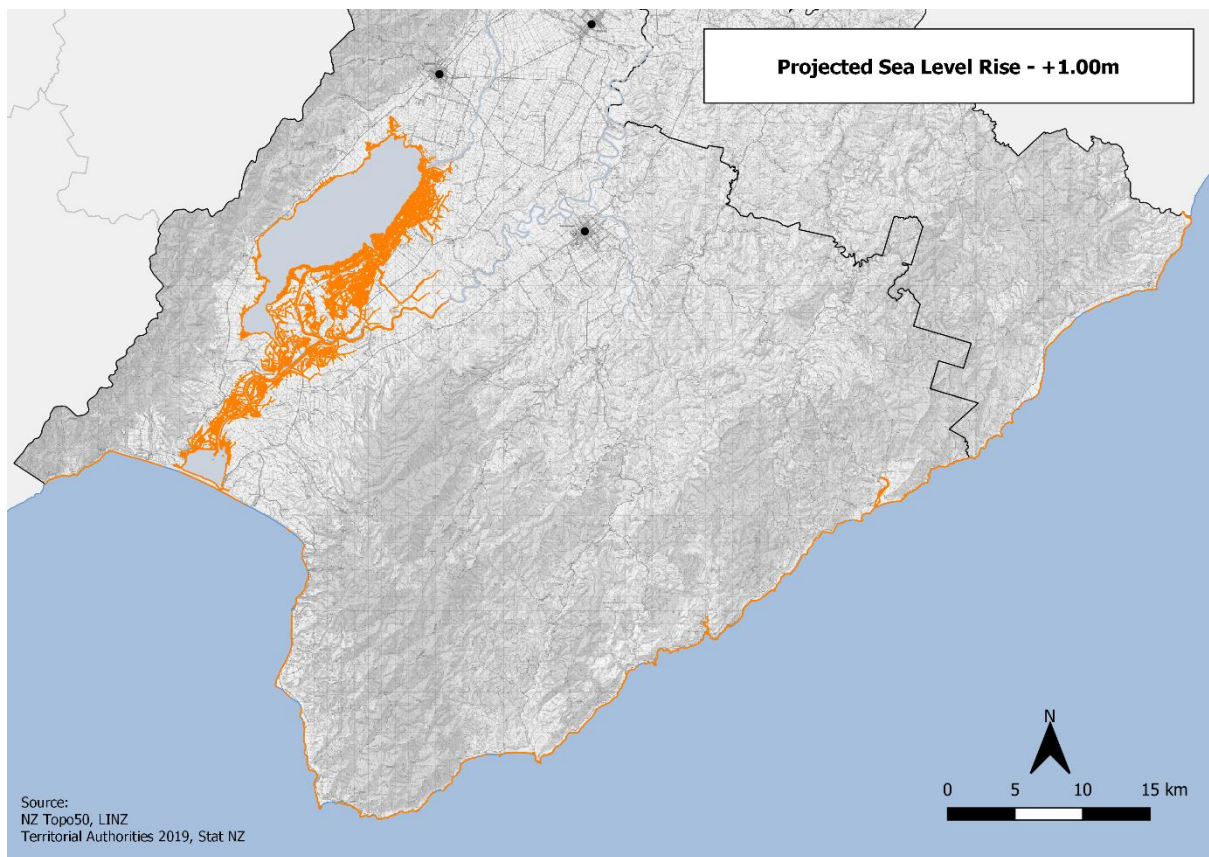 Projected Sea Level Rise - +1.00m
N
0 5 10 15 km
Source:
NZ Topo50, LINZ
Territorial Authorities 2019, Stat NZ